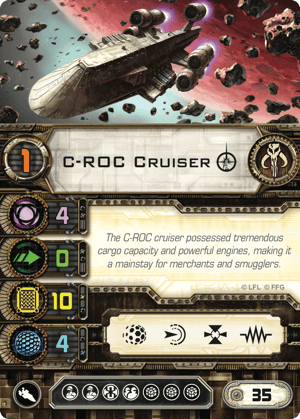 1
C-ROC CRUISER
4
The C-ROC cruiser possessed tremendous
cargo capacity and powerful engines, making it
a mainstay for merchants and smugglers.
0
© LFL © FFG
10
4
35